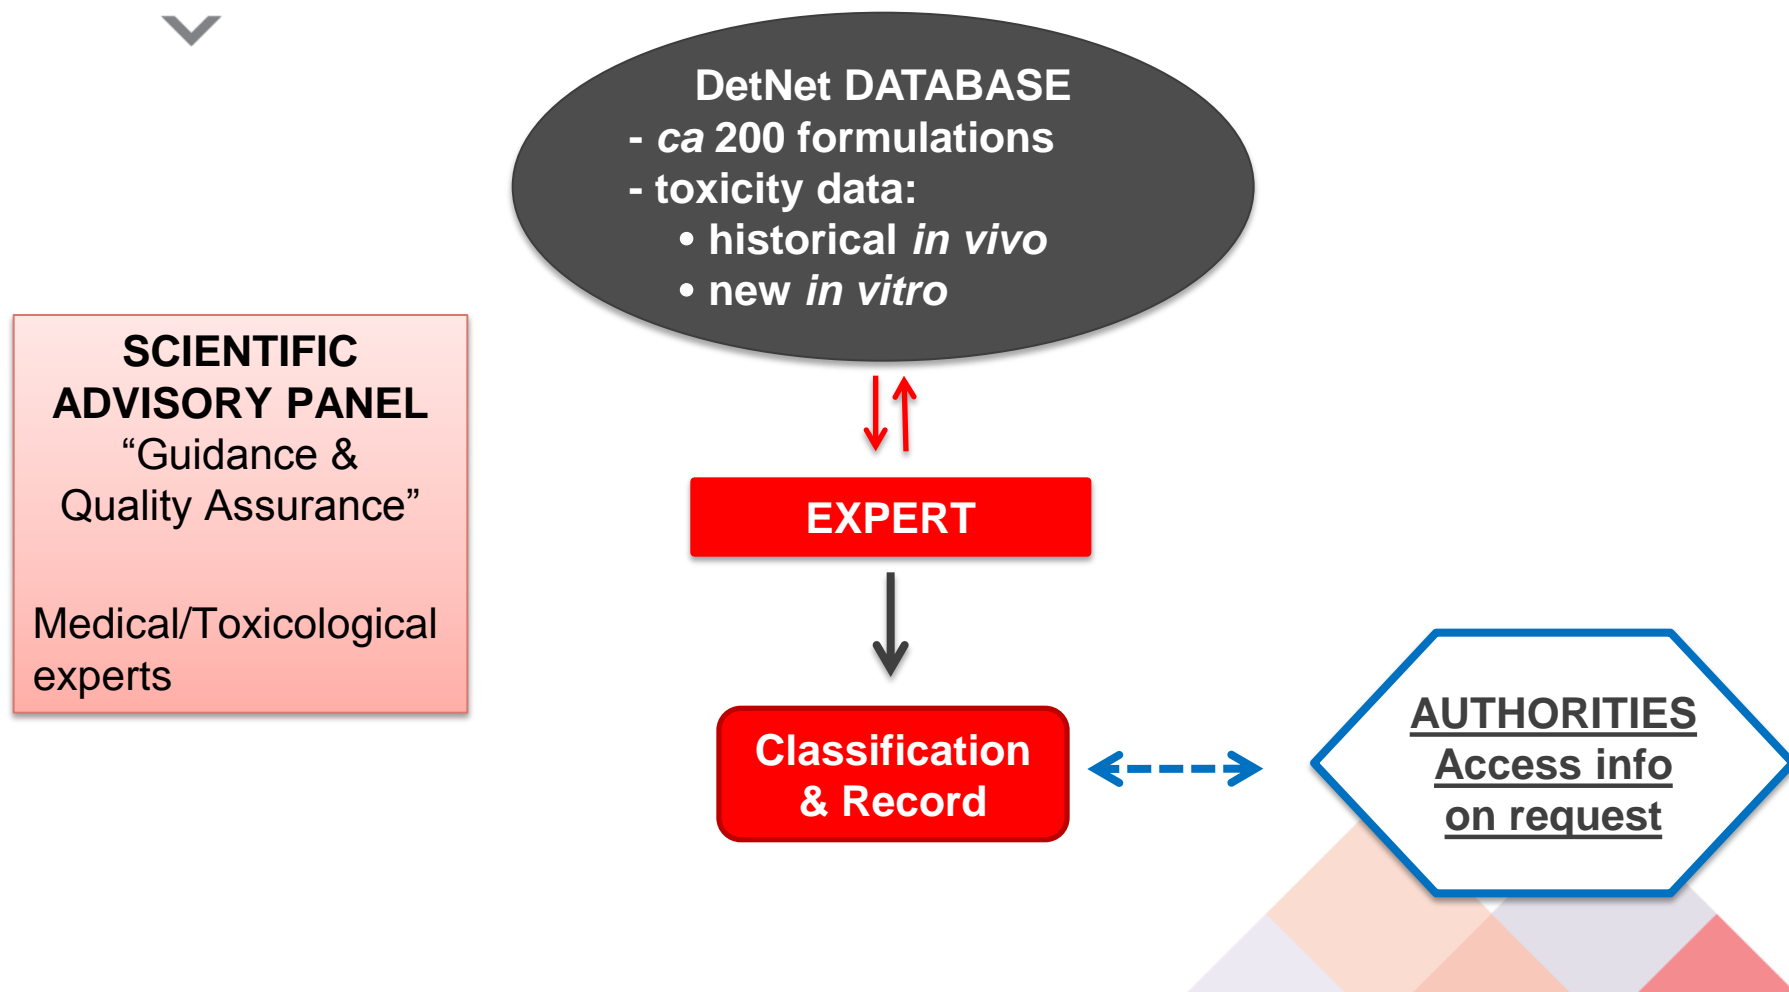 DetNet DATABASE
- ca 200 formulations
- toxicity data:
• historical in vivo
• new in vitro
SCIENTIFIC
ADVISORY PANEL
“Guidance &
Quality Assurance”
Medical/Toxicological
experts
EXPERT
Classification
& Record
AUTHORITIES
Access info
on request